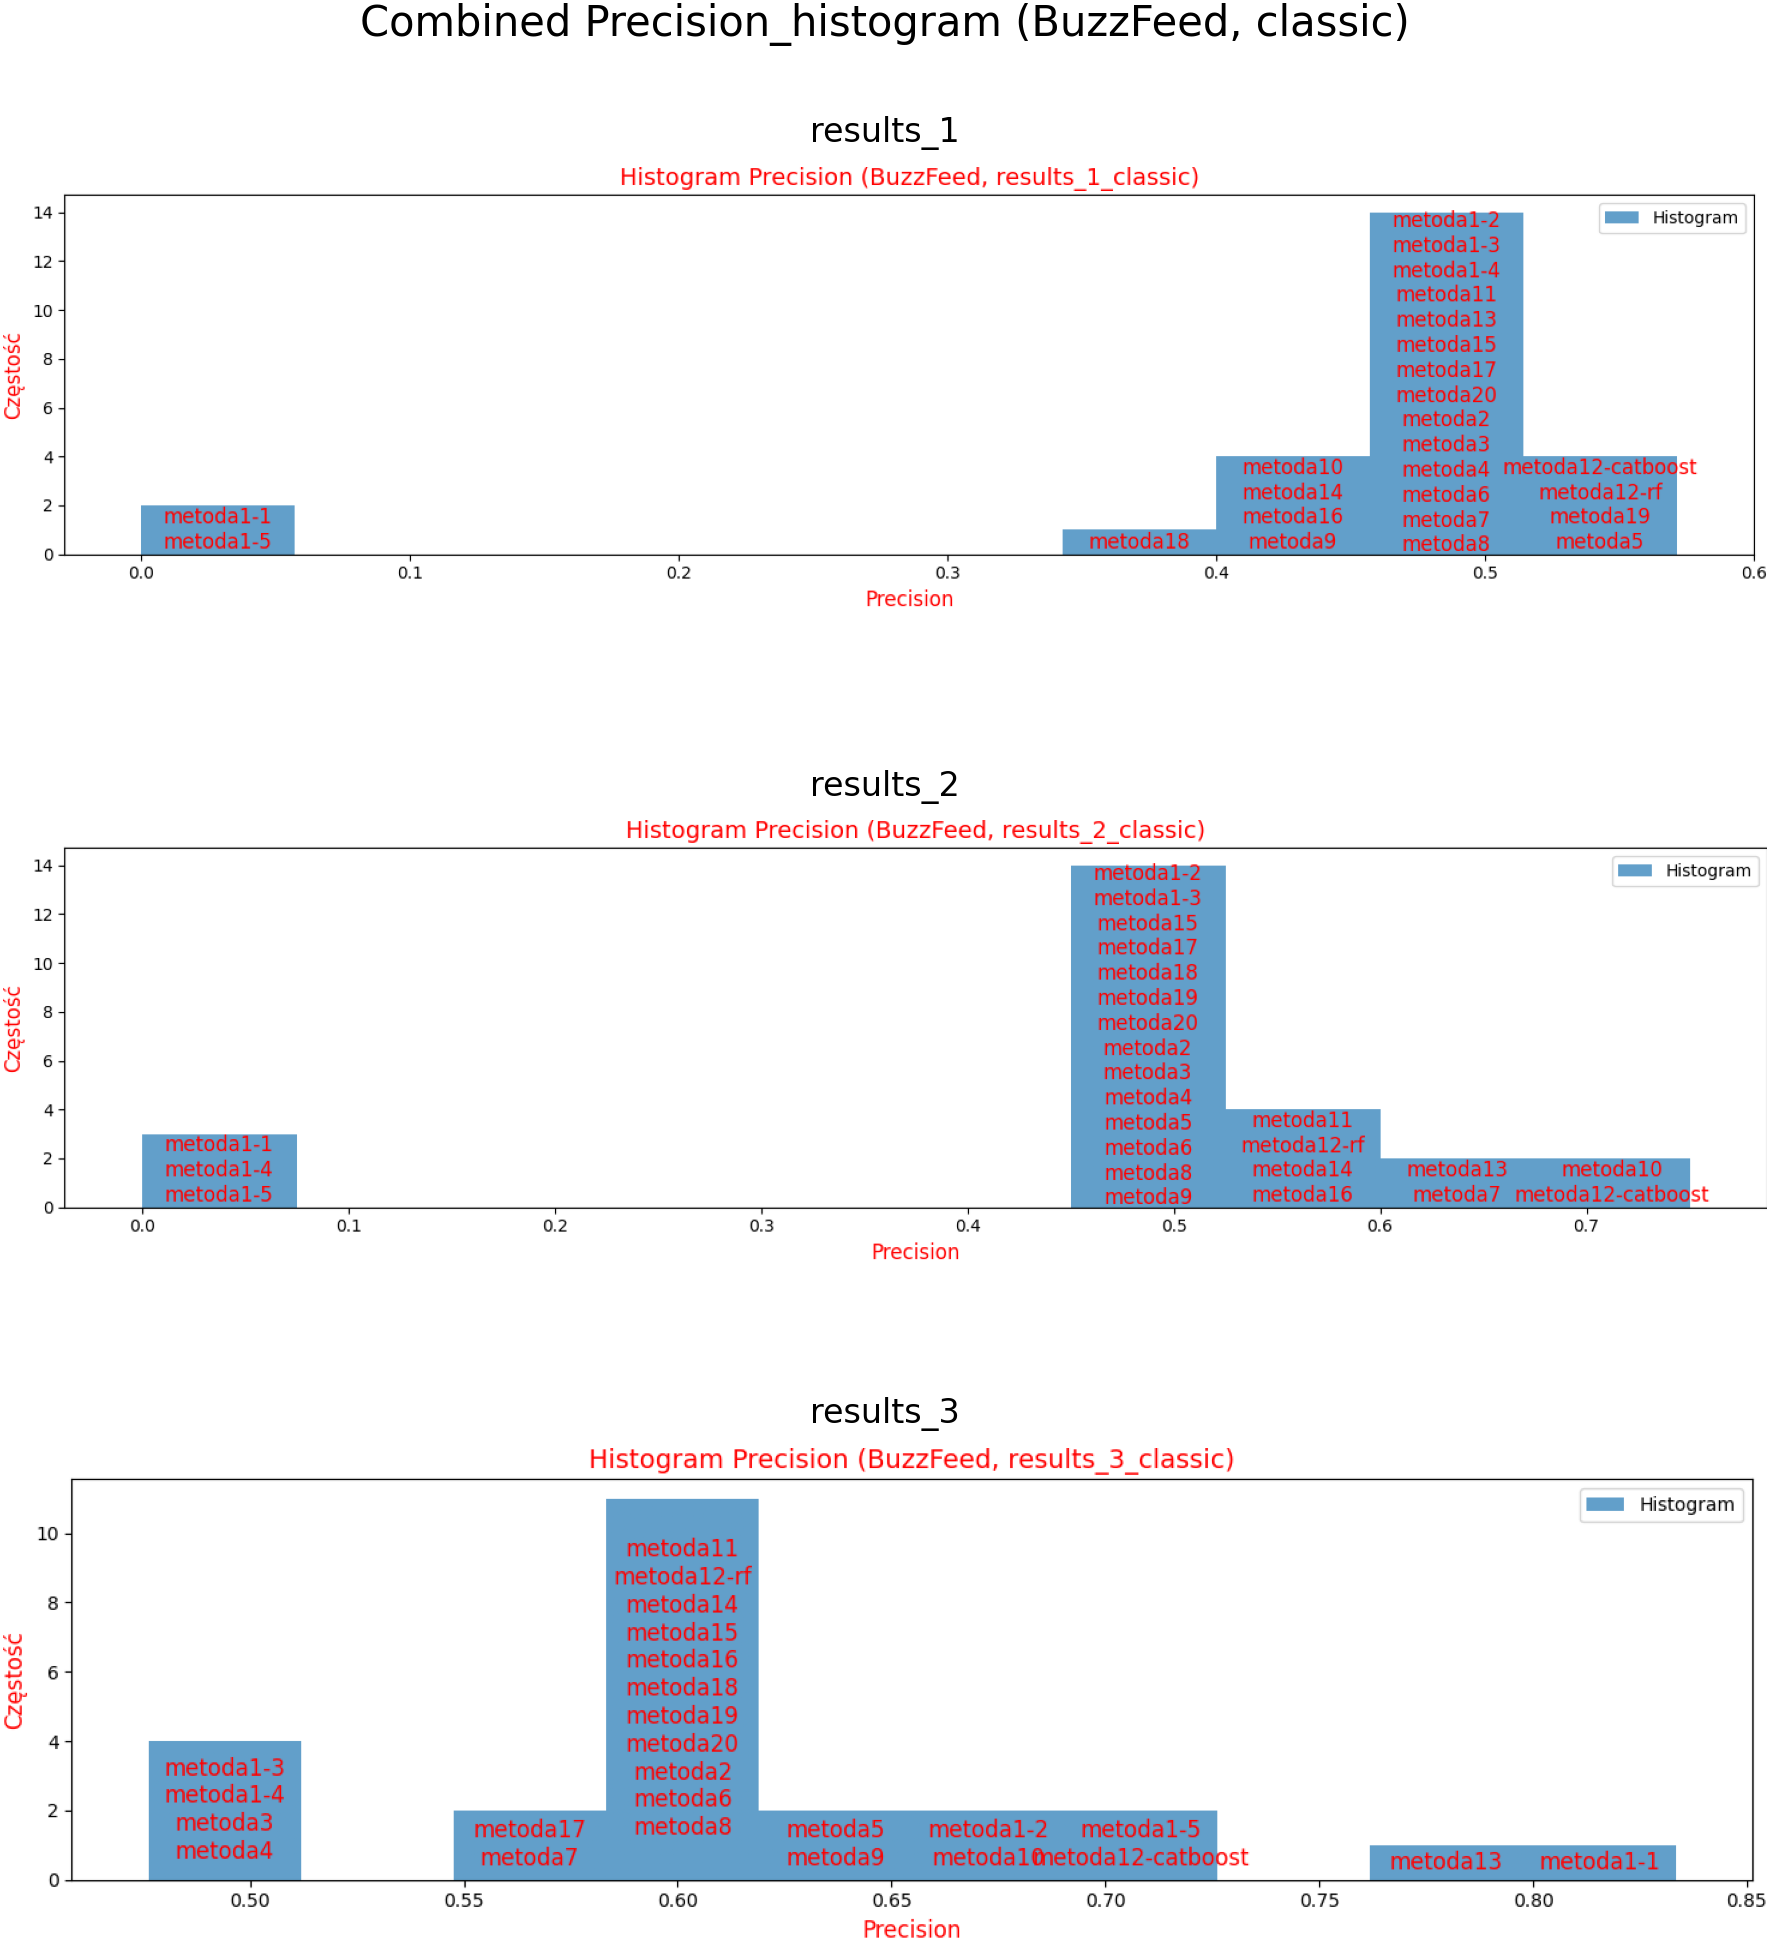 Combined Precision_histogram (BuzzFeed, classic)
results_1
Histogram Precision (BuzzFeed, results_1_classic)
Histogram
Częstość
14
12
10
8
6
4
2
0
metoda1-1
metoda1-5
metoda18
metoda10
metoda14
metoda16
metoda9
metoda1-2
metoda1-3
metoda1-4
metoda11
metoda13
metoda15
metoda17
metoda20
metoda2
metoda3
metoda4
metoda6
metoda7
metoda8
metoda12-catboost
metoda12-rf
metoda19
metoda5
0.0 0.1 0.2 0.3 0.4 0.5 0.6
Precision
results_2
Histogram Precision (BuzzFeed, results_2_classic)
Histogram
Częstość
14
12
10
8
6
4
2
0
metoda1-1
metoda1-4
metoda1-5
metoda1-2
metoda1-3
metoda15
metoda17
metoda18
metoda19
metoda20
metoda2
metoda3
metoda4
metoda5
metoda6
metoda8
metoda9
metoda11
metoda12-rf
metoda14
metoda16
metoda13
metoda7
metoda10
metoda12-catboost
0.0 0.1 0.2 0.3 0.4 0.5 0.6 0.7
Precision
results_3
Histogram Precision (BuzzFeed, results_3_classic)
Histogram
Częstość
10
8
6
4
2
0
metoda1-3
metoda1-4
metoda3
metoda4
metoda17
metoda7
metoda11
metoda12-rf
metoda14
metoda15
metoda16
metoda18
metoda19
metoda20
metoda2
metoda6
metoda8
metoda5
metoda9
metoda1-2
metoda10
metoda1-5
metoda12-catboost
metoda13
metoda1-1
0.50 0.55 0.60 0.65 0.70 0.75 0.80 0.85
Precision